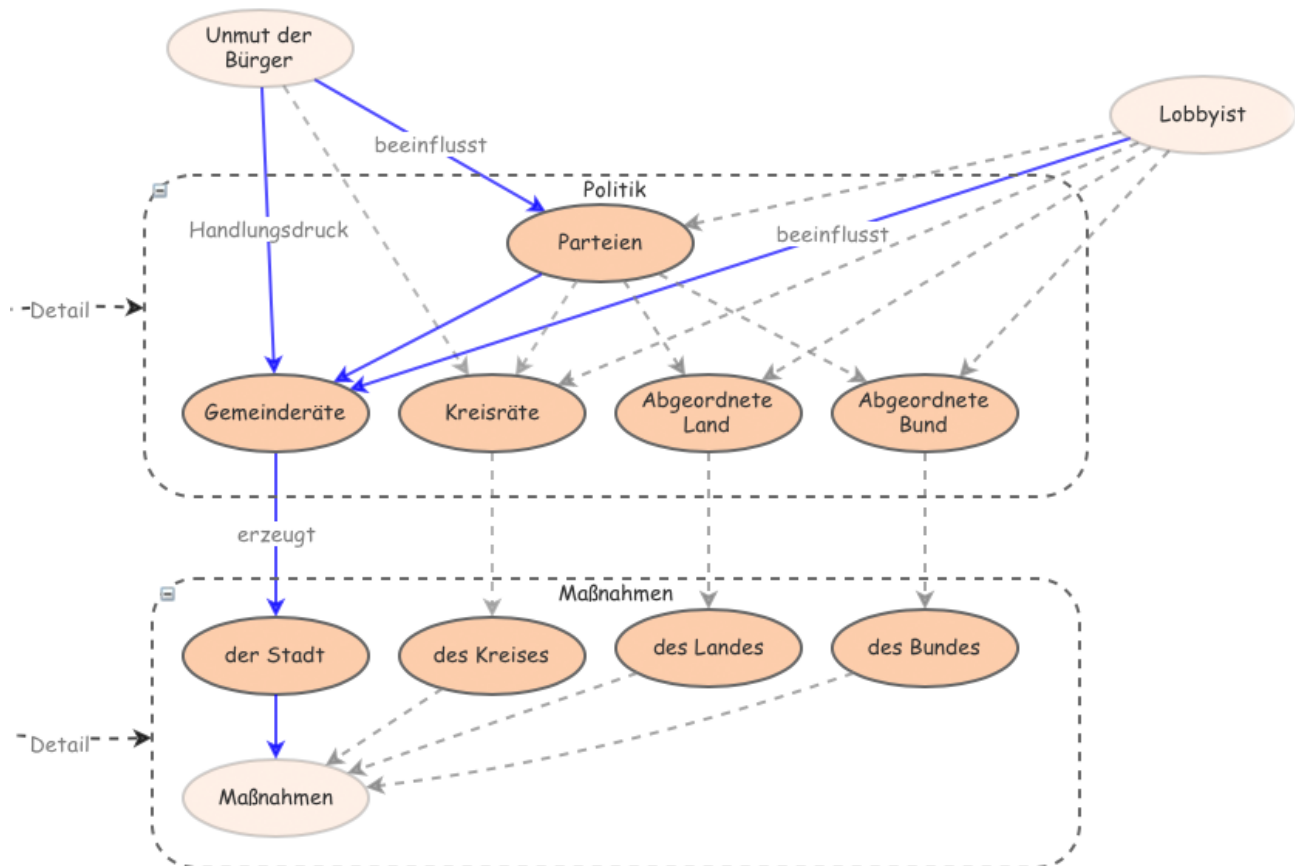 Unmut der
Bürger
Lobbyist
beeinflusst
Politik
Handlungsdruck
Parteien
beeinflusst
Detail
Gemeinderäte
Kreisräte
Abgeordnete
Land
Abgeordnete
Bund
erzeugt
Maßnahmen
der Stadt
des Kreises
des Landes
des Bundes
Detail
Maßnahmen